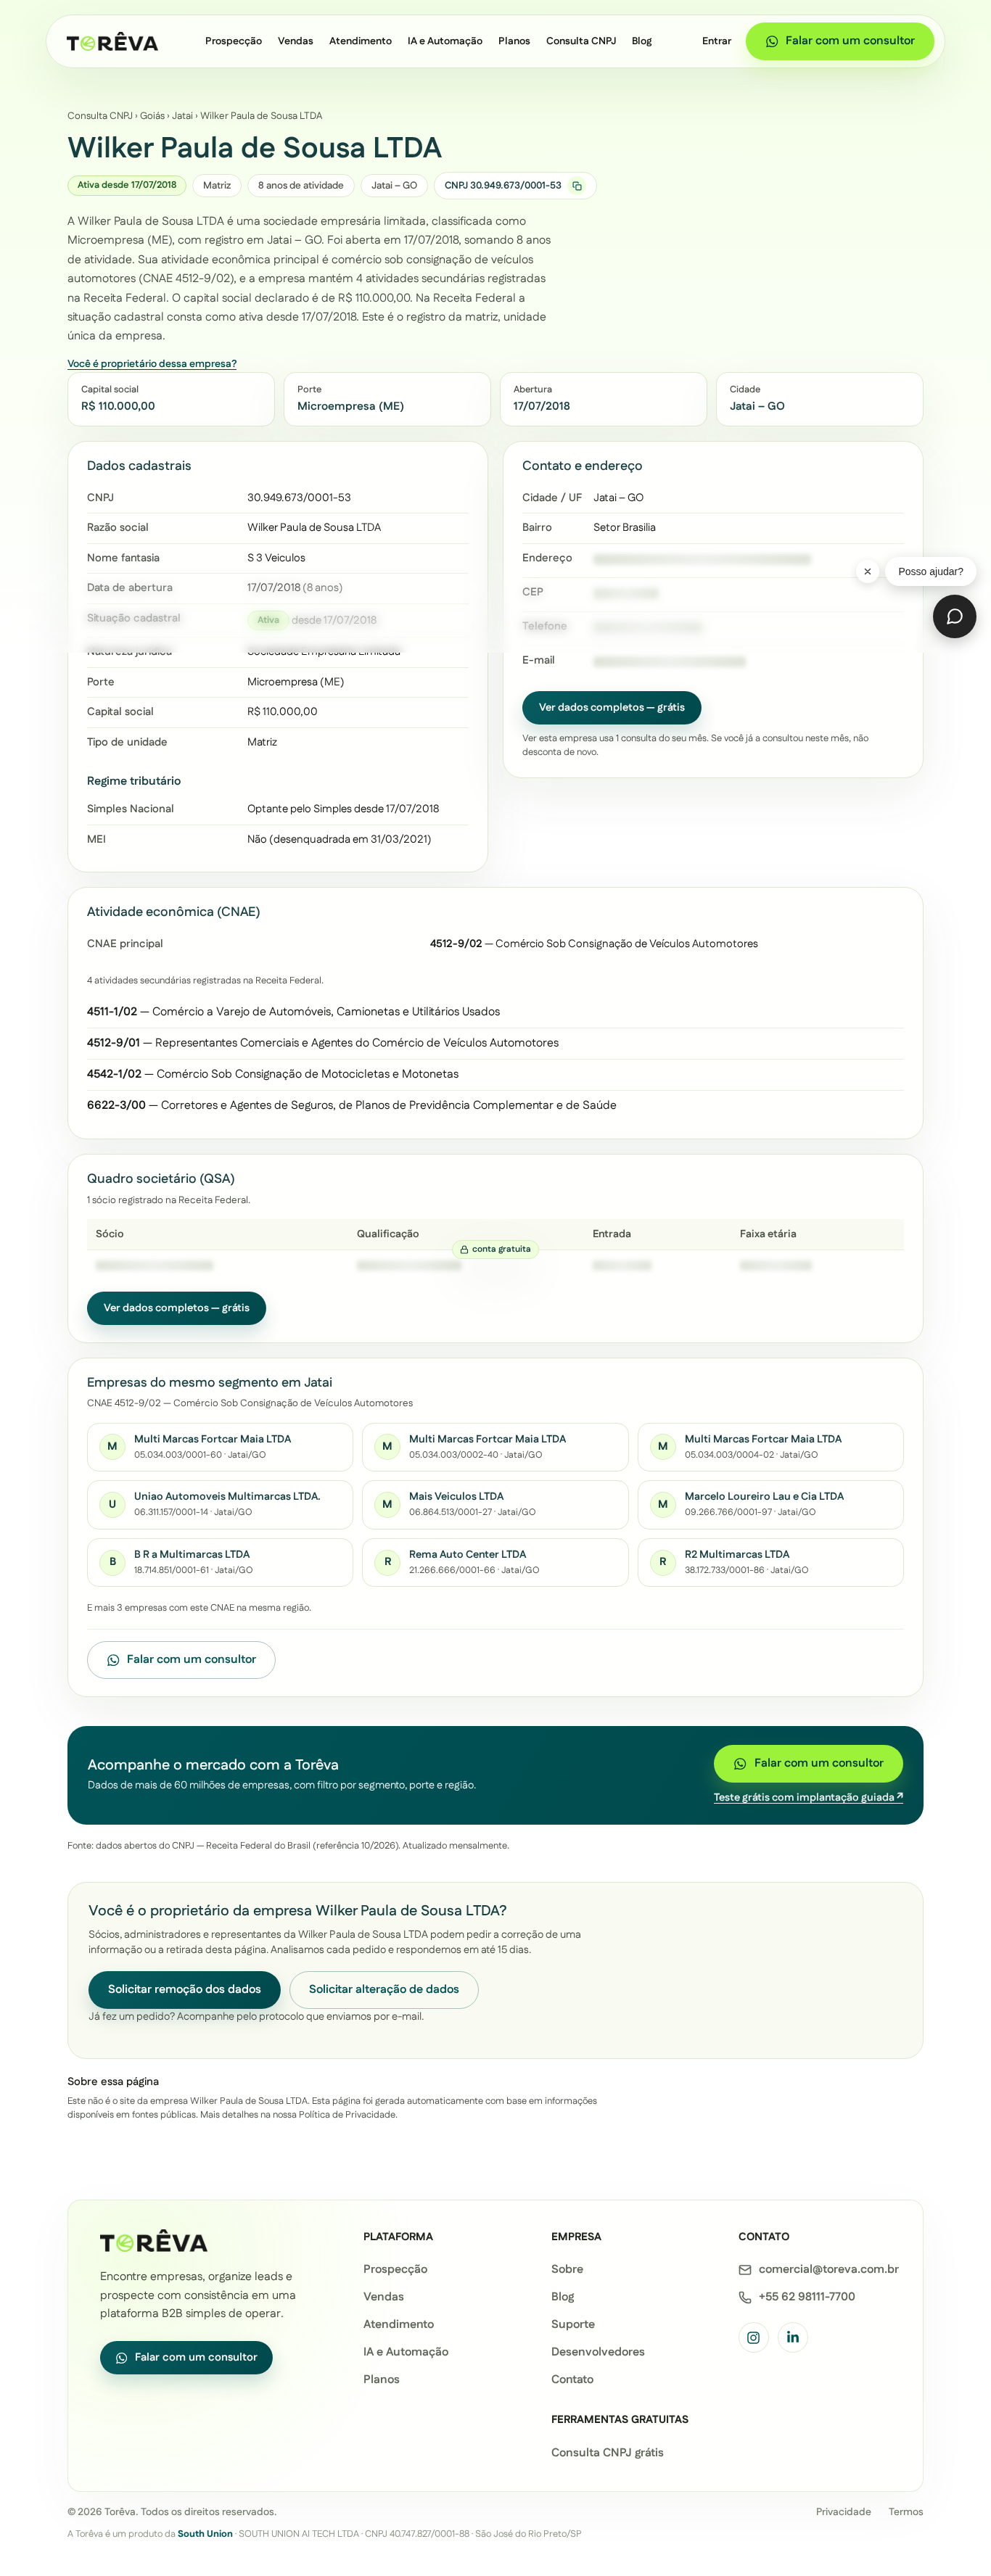 TORÊVA
Prospecção Vendas Atendimento IA e Automação Planos Consulta CNPJ Blog Entrar Falar com um consultor
Consulta CNPJ › Goiás › Jatai › Wilker Paula de Sousa LTDA
Wilker Paula de Sousa LTDA
Ativa desde 17/07/2018 Matriz 8 anos de atividade Jatai – GO CNPJ 30.949.673/0001-53
A Wilker Paula de Sousa LTDA é uma sociedade empresária limitada, classificada como
Microempresa (ME), com registro em Jatai – GO. Foi aberta em 17/07/2018, somando 8 anos
de atividade. Sua atividade econômica principal é comércio sob consignação de veículos
automotores (CNAE 4512-9/02), e a empresa mantém 4 atividades secundárias registradas
na Receita Federal. O capital social declarado é de R$ 110.000,00. Na Receita Federal a
situação cadastral consta como ativa desde 17/07/2018. Este é o registro da matriz, unidade
única da empresa.
Você é proprietário dessa empresa?
Capital social
R$ 110.000,00
Porte
Microempresa (ME)
Abertura
17/07/2018
Cidade
Jatai – GO
Dados cadastrais
CNPJ 30.949.673/0001-53
Razão social Wilker Paula de Sousa LTDA
Nome fantasia S 3 Veiculos
Data de abertura 17/07/2018 (8 anos)
Situação cadastral Ativa desde 17/07/2018
Natureza jurídica Sociedade Empresária Limitada
Porte Microempresa (ME)
Capital social R$ 110.000,00
Tipo de unidade Matriz
Regime tributário
Simples Nacional Optante pelo Simples desde 17/07/2018
MEI Não (desenquadrada em 31/03/2021)
Contato e endereço
Cidade / UF Jatai – GO
Bairro Setor Brasilia
Endereço
CEP
Telefone
E-mail
Ver dados completos — grátis
Ver esta empresa usa 1 consulta do seu mês. Se você já a consultou neste mês, não
desconta de novo.
Posso ajudar?
Atividade econômica (CNAE)
CNAE principal 4512-9/02 — Comércio Sob Consignação de Veículos Automotores
4 atividades secundárias registradas na Receita Federal.
4511-1/02 — Comércio a Varejo de Automóveis, Camionetas e Utilitários Usados
4512-9/01 — Representantes Comerciais e Agentes do Comércio de Veículos Automotores
4542-1/02 — Comércio Sob Consignação de Motocicletas e Motonetas
6622-3/00 — Corretores e Agentes de Seguros, de Planos de Previdência Complementar e de Saúde
Quadro societário (QSA)
1 sócio registrado na Receita Federal.
Sócio Qualificação Entrada Faixa etária
conta gratuita
Ver dados completos — grátis
Empresas do mesmo segmento em Jatai
CNAE 4512-9/02 — Comércio Sob Consignação de Veículos Automotores
M Multi Marcas Fortcar Maia LTDA
05.034.003/0001-60 · Jatai/GO
M Multi Marcas Fortcar Maia LTDA
05.034.003/0002-40 · Jatai/GO
M Multi Marcas Fortcar Maia LTDA
05.034.003/0004-02 · Jatai/GO
U Uniao Automoveis Multimarcas LTDA.
06.311.157/0001-14 · Jatai/GO
M Mais Veiculos LTDA
06.864.513/0001-27 · Jatai/GO
M Marcelo Loureiro Lau e Cia LTDA
09.266.766/0001-97 · Jatai/GO
B B R a Multimarcas LTDA
18.714.851/0001-61 · Jatai/GO
R Rema Auto Center LTDA
21.266.666/0001-66 · Jatai/GO
R R2 Multimarcas LTDA
38.172.733/0001-86 · Jatai/GO
E mais 3 empresas com este CNAE na mesma região.
Falar com um consultor
Acompanhe o mercado com a Torêva
Dados de mais de 60 milhões de empresas, com filtro por segmento, porte e região.
Falar com um consultor
Teste grátis com implantação guiada ↗
Fonte: dados abertos do CNPJ — Receita Federal do Brasil (referência 10/2026). Atualizado mensalmente.
Você é o proprietário da empresa Wilker Paula de Sousa LTDA?
Sócios, administradores e representantes da Wilker Paula de Sousa LTDA podem pedir a correção de uma
informação ou a retirada desta página. Analisamos cada pedido e respondemos em até 15 dias.
Solicitar remoção dos dados Solicitar alteração de dados
Já fez um pedido? Acompanhe pelo protocolo que enviamos por e-mail.
Sobre essa página
Este não é o site da empresa Wilker Paula de Sousa LTDA. Esta página foi gerada automaticamente com base em informações
disponíveis em fontes públicas. Mais detalhes na nossa Política de Privacidade.
TORÊVA
Encontre empresas, organize leads e
prospecte com consistência em uma
plataforma B2B simples de operar.
Falar com um consultor
PLATAFORMA
Prospecção
Vendas
Atendimento
IA e Automação
Planos
EMPRESA
Sobre
Blog
Suporte
Desenvolvedores
Contato
FERRAMENTAS GRATUITAS
Consulta CNPJ grátis
CONTATO
comercial@toreva.com.br
+55 62 98111-7700
© 2026 Torêva. Todos os direitos reservados. Privacidade Termos
A Torêva é um produto da South Union · SOUTH UNION AI TECH LTDA · CNPJ 40.747.827/0001-88 · São José do Rio Preto/SP